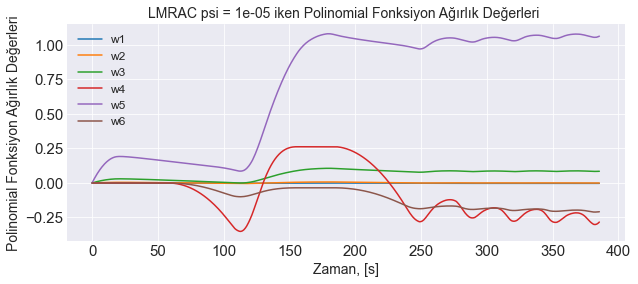 LMRAC psi = 1e-05 iken Polinomial Fonksiyon Ağırlık Değerleri
Polinomial Fonksiyon Ağırlık Değerleri
1.00
0.75
0.50
0.25
0.00
−0.25
w1
w2
w3
w4
w5
w6
0 50 100 150 200 250 300 350 400
Zaman, [s]